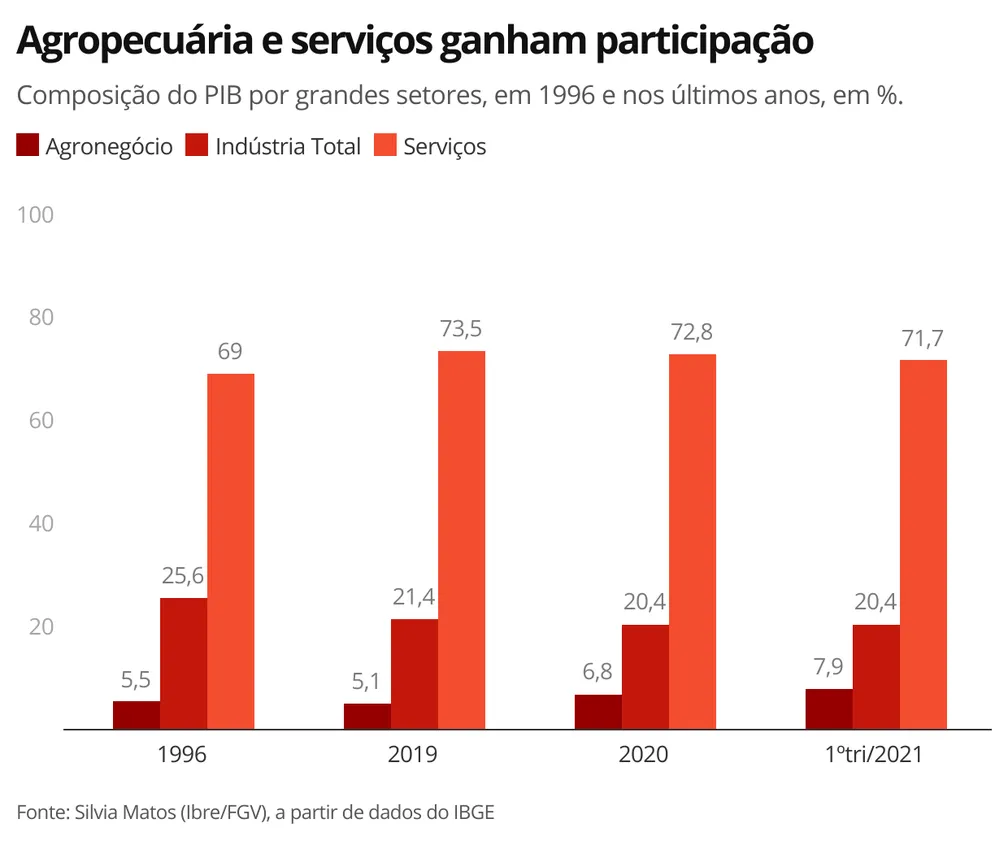 Agropecuária e serviços ganham participação
Composição do PIB por grandes setores, em 1996 e nos últimos anos, em %.
Agronegócio Indústria Total Serviços
100
80
60
40
20
5,5 25,6 69
5,1 21,4 73,5
6,8 20,4 72,8
7,9 20,4 71,7
1996 2019 2020 1ºtri/2021
Fonte: Silvia Matos (Ibre/FGV), a partir de dados do IBGE